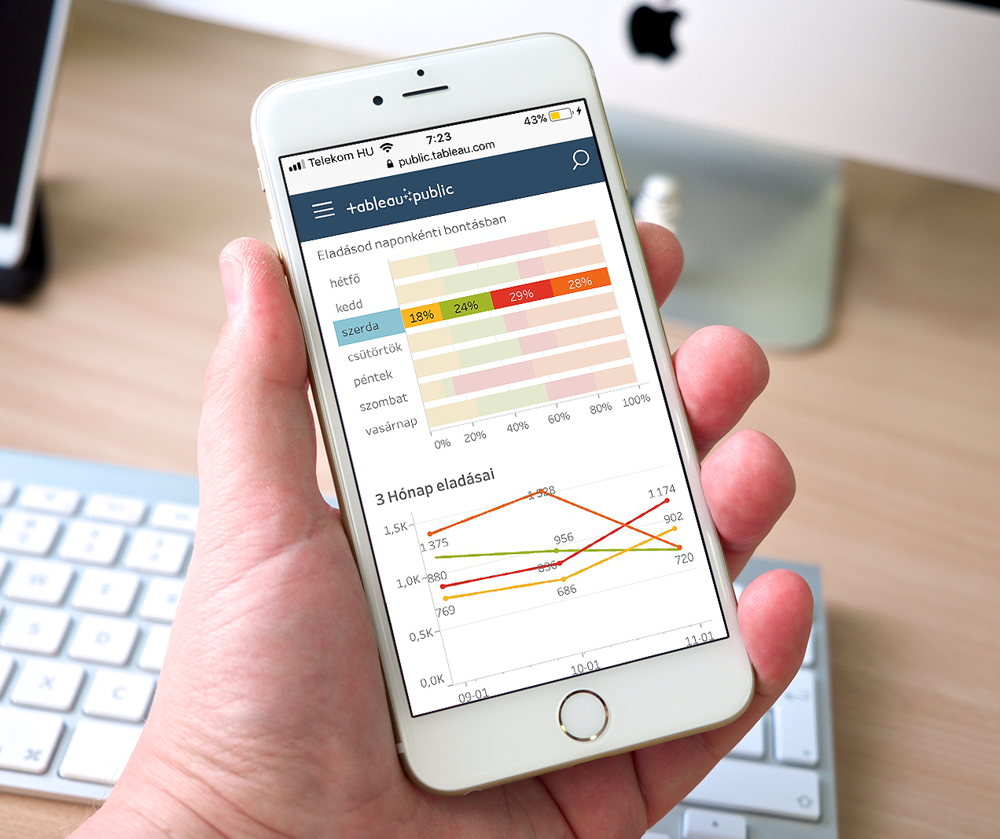 Telekom HU 7:23 43%
public.tableau.com
tableau public
Eladásod naponkénti bontásban
hétfő
kedd
szerda 18% 24% 29% 28%
csütörtök
péntek
szombat
vasárnap
0% 20% 40% 60% 80% 100%
3 Hónap eladásai
1,5K
1,0K
0,5K
0,0K
1 375
1 528
1 174
956
902
880
836
720
769
686
09-01 10-01 11-01
W
E
R
S
D
X
C
⌘